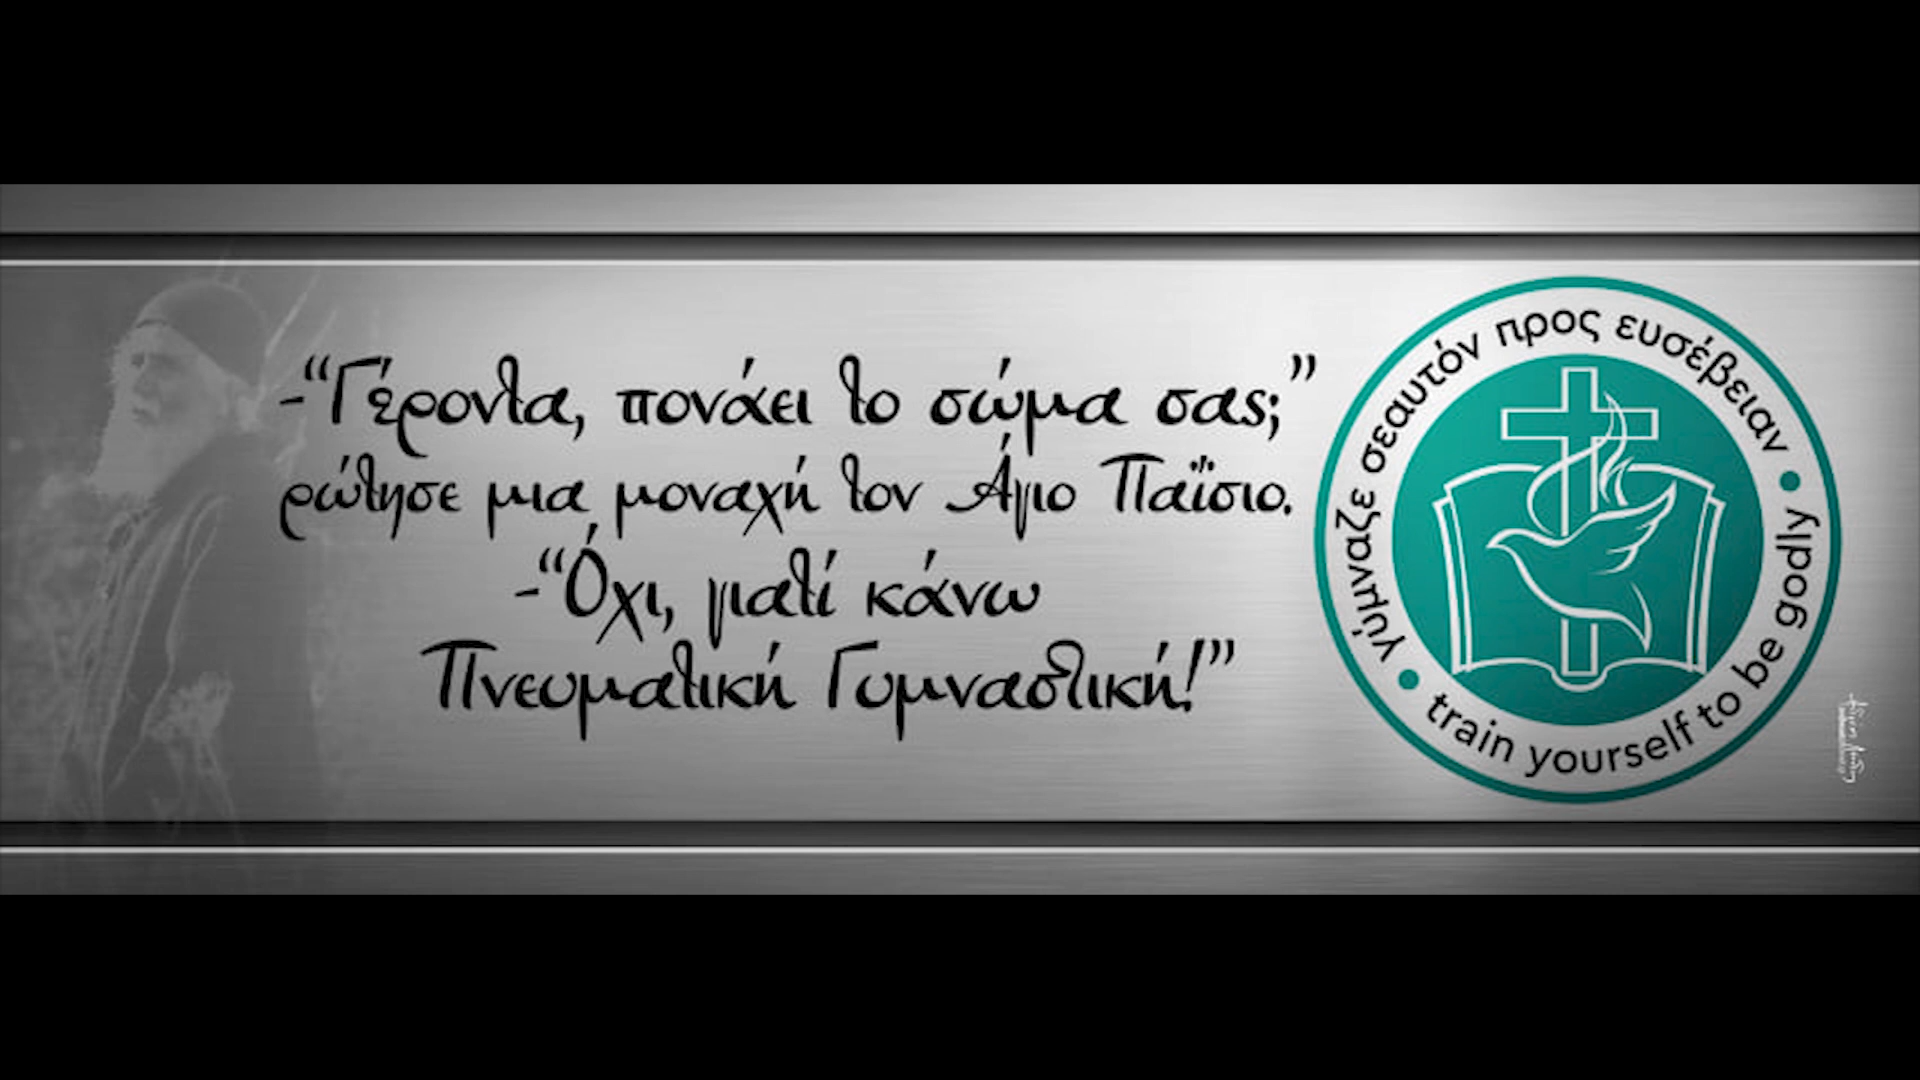 -“Γέροντα, πονάει το σώμα σας;”
ρώτησε μια μοναχή τον Άγιο Παΐσιο.
-“Όχι, γιατί κάνω
Πνευματική Γυμναστική!”
• γύμναζε σεαυτόν προς ευσέβειαν •
train yourself to be godly